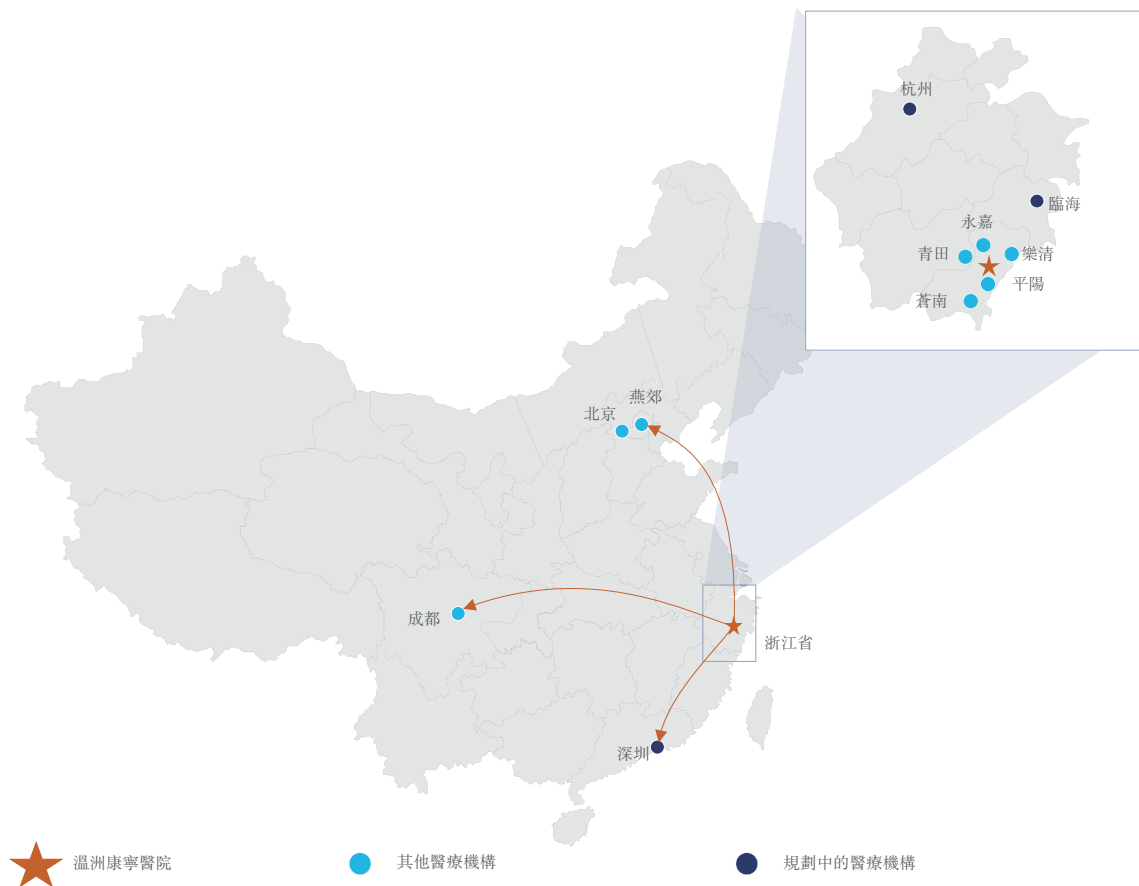 杭州
臨海
永嘉
青田
樂清
平陽
蒼南
燕郊
北京
成都
浙江省
深圳
溫洲康寧醫院
其他醫療機構
規劃中的醫療機構